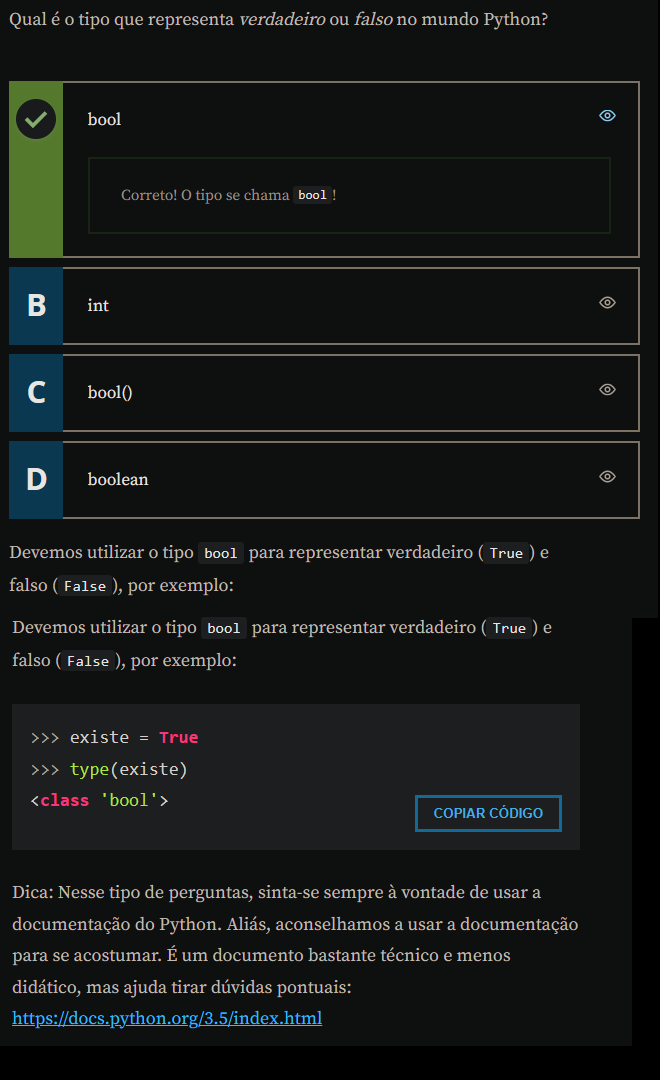 Qual é o tipo que representa verdadeiro ou falso no mundo Python?
bool
Correto! O tipo se chama bool!
B
int
C
bool()
D
boolean
Devemos utilizar o tipo bool para representar verdadeiro ( True ) e
falso ( False ), por exemplo:
Devemos utilizar o tipo bool para representar verdadeiro ( True ) e
falso ( False ), por exemplo:
>>> existe = True
>>> type(existe)
<class 'bool'>
COPIAR CÓDIGO
Dica: Nesse tipo de perguntas, sinta-se sempre à vontade de usar a
documentação do Python. Aliás, aconselhamos a usar a documentação
para se acostumar. É um documento bastante técnico e menos
didático, mas ajuda tirar dúvidas pontuais:
https://docs.python.org/3.5/index.html